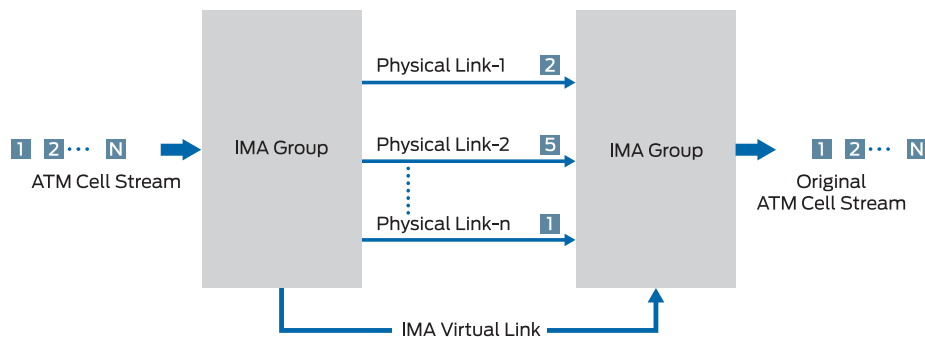 Physical Link-1 2
1 2... N
IMA Group
Physical Link-2 5
IMA Group
1 2... N
ATM Cell Stream
Original
ATM Cell Stream
Physical Link-n 1
IMA Virtual Link